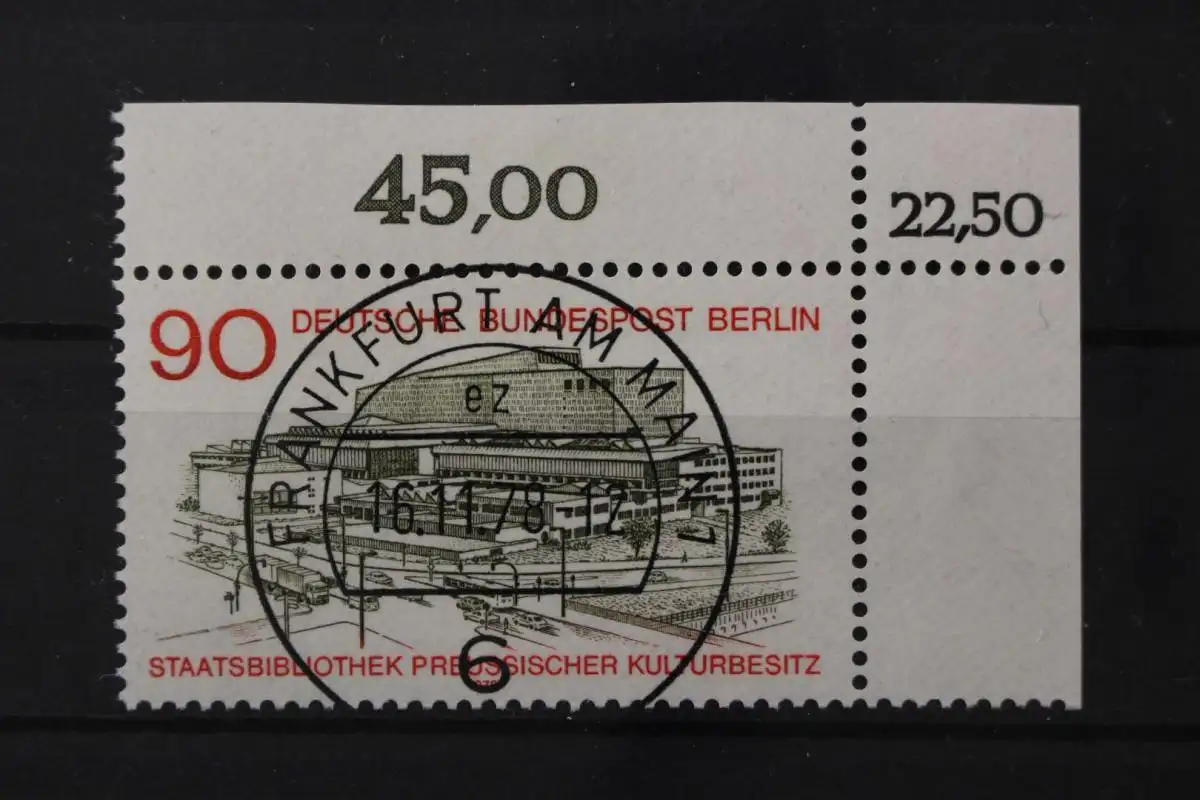 45,00
22,50
90
DEUTSCHE BUNDESPOST BERLIN
FRANKFURT AM MAIN 1
ez
16.11.78.12
6
STAATSBIBLIOTHEK PREUSSISCHER KULTURBESITZ